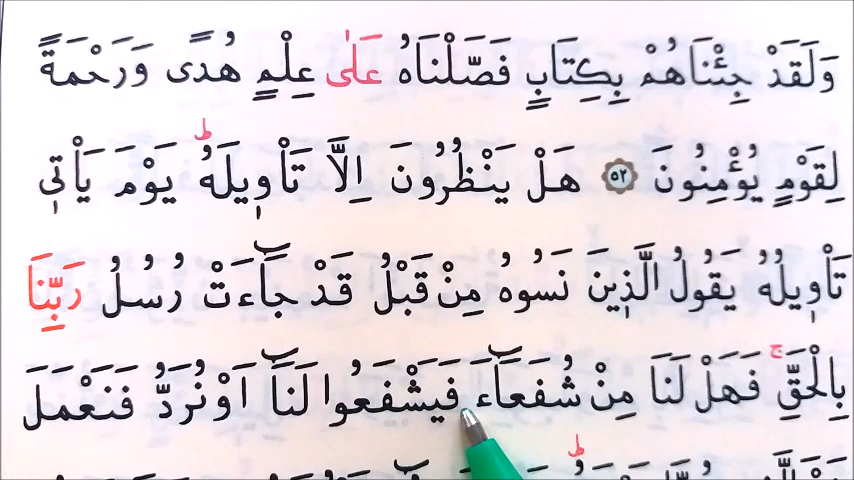 وَلَقَدْ جِئْنَاهُمْ بِكِتَابٍ فَصَّلْنَاهُ عَلٰى عِلْمٍ هُدًى وَرَحْمَةً
لِقَوْمٍ يُؤْمِنُونَ ٥٢ هَلْ يَنْظُرُونَ اِلَّا تَأْوٖيلَهُ ط يَوْمَ يَأْتٖى
تَأْوٖيلُهُ يَقُولُ الَّذٖينَ نَسُوهُ مِنْ قَبْلُ قَدْ جَٓاءَتْ رُسُلُ رَبِّنَا
بِالْحَقِّ ج فَهَلْ لَنَا مِنْ شُفَعَٓاءَ فَيَشْفَعُوا لَنَٓا اَوْ نُرَدُّ فَنَعْمَلَ